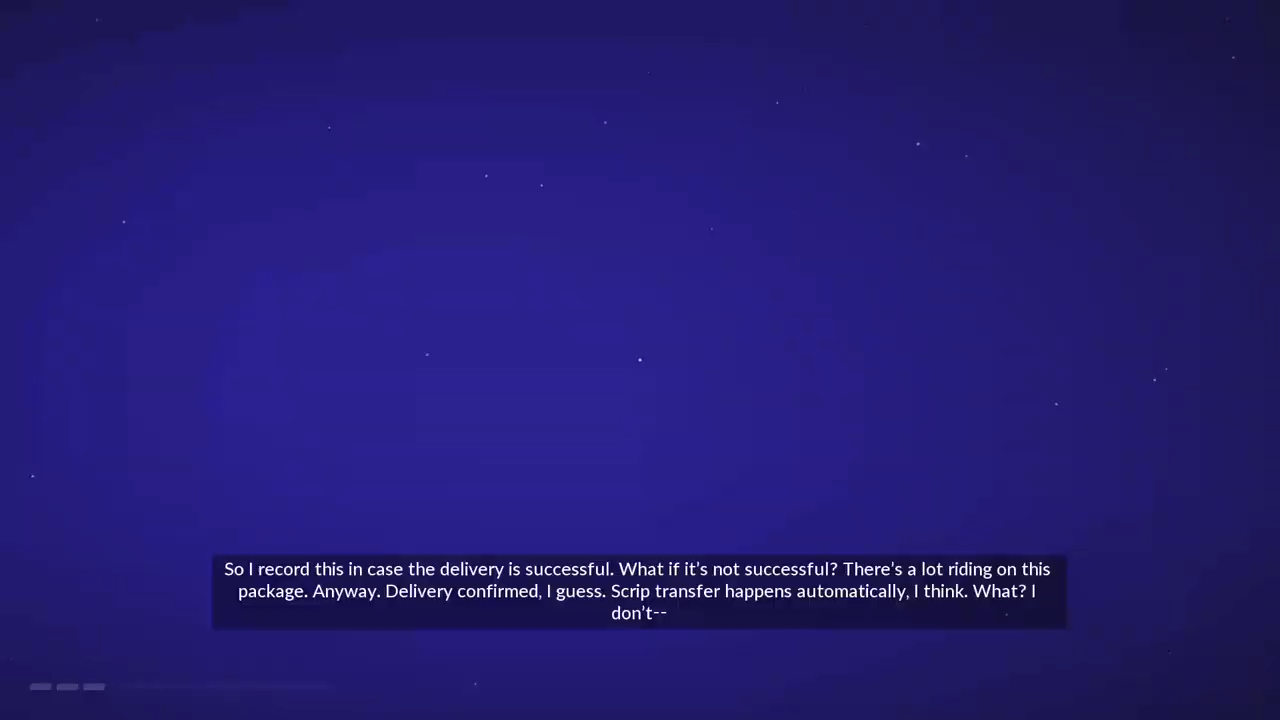 So I record this in case the delivery is successful. What if it’s not successful? There’s a lot riding on this
package. Anyway. Delivery confirmed, I guess. Scrip transfer happens automatically, I think. What? I
don’t--